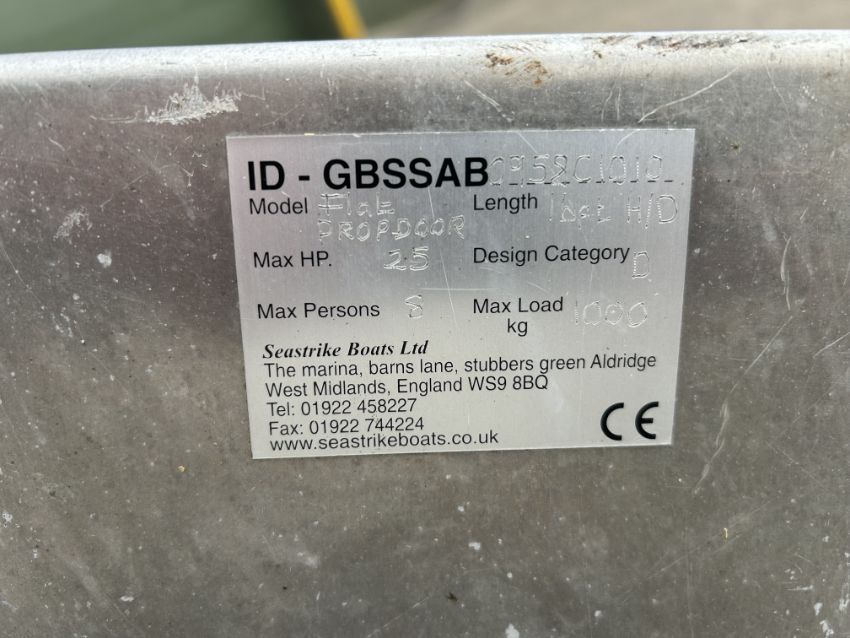 ID - GBSSAB 0958C1010
Model Flat PROPDOOR Length 16ft H/D
Max HP. 25 Design Category D
Max Persons 8 Max Load kg 1000
Seastrike Boats Ltd
The marina, barns lane, stubbers green Aldridge
West Midlands, England WS9 8BQ
Tel: 01922 458227
Fax: 01922 744224
www.seastrikeboats.co.uk
CE